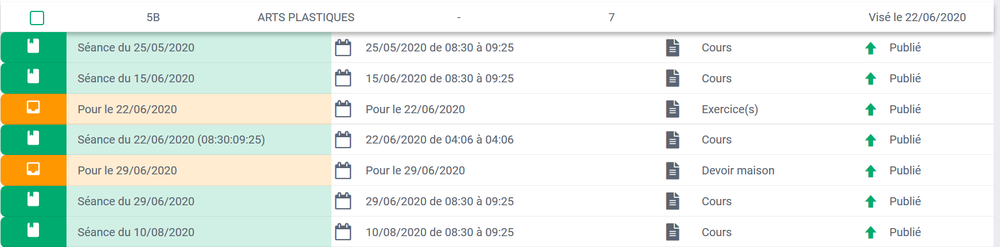 5B ARTS PLASTIQUES - 7 Visé le 22/06/2020
Séance du 25/05/2020 25/05/2020 de 08:30 à 09:25 Cours Publié
Séance du 15/06/2020 15/06/2020 de 08:30 à 09:25 Cours Publié
Pour le 22/06/2020 Pour le 22/06/2020 Exercice(s) Publié
Séance du 22/06/2020 (08:30:09:25) 22/06/2020 de 04:06 à 04:06 Cours Publié
Pour le 29/06/2020 Pour le 29/06/2020 Devoir maison Publié
Séance du 29/06/2020 29/06/2020 de 08:30 à 09:25 Cours Publié
Séance du 10/08/2020 10/08/2020 de 08:30 à 09:25 Cours Publié